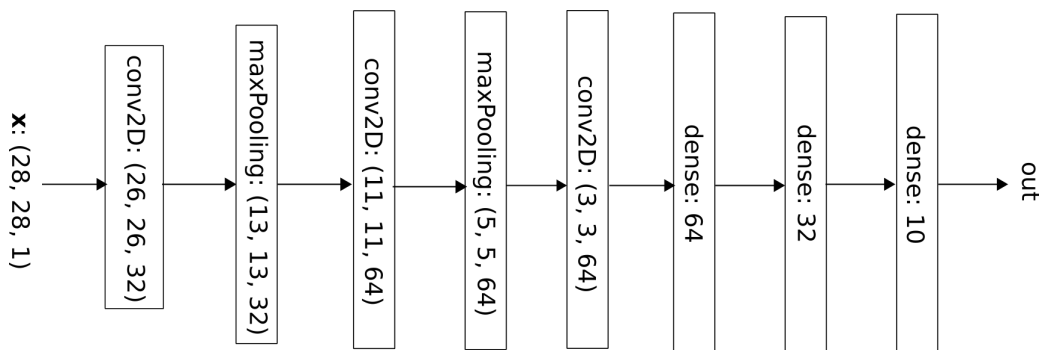 x: (28, 28, 1)
conv2D: (26, 26, 32)
maxPooling: (13, 13, 32)
conv2D: (11, 11, 64)
maxPooling: (5, 5, 64)
conv2D: (3, 3, 64)
dense: 64
dense: 32
dense: 10
out